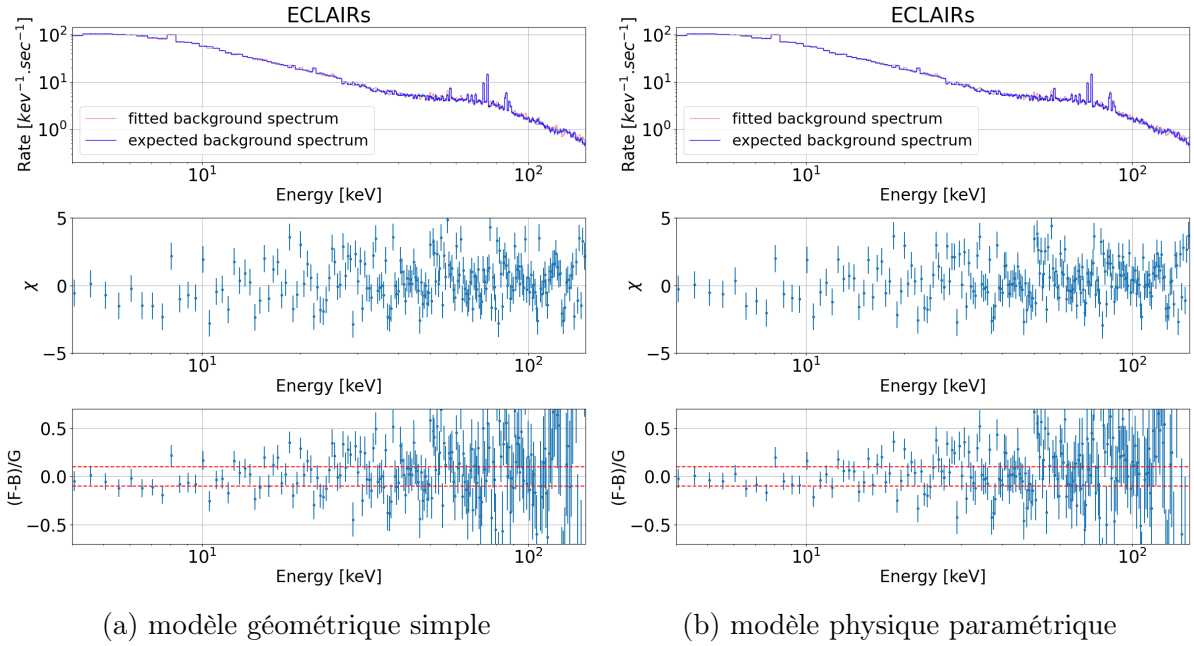 ECLAIRs
Rate [kev⁻¹.sec⁻¹]
10²
10¹
10⁰
fitted background spectrum
expected background spectrum
10¹ 10²
Energy [keV]
χ
5
0
−5
10¹ 10²
Energy [keV]
(F-B)/G
0.5
0.0
−0.5
10¹ 10²
Energy [keV]
(a) modèle géométrique simple
ECLAIRs
Rate [kev⁻¹.sec⁻¹]
10²
10¹
10⁰
fitted background spectrum
expected background spectrum
10¹ 10²
Energy [keV]
χ
5
0
−5
10¹ 10²
Energy [keV]
(F-B)/G
0.5
0.0
−0.5
10¹ 10²
Energy [keV]
(b) modèle physique paramétrique